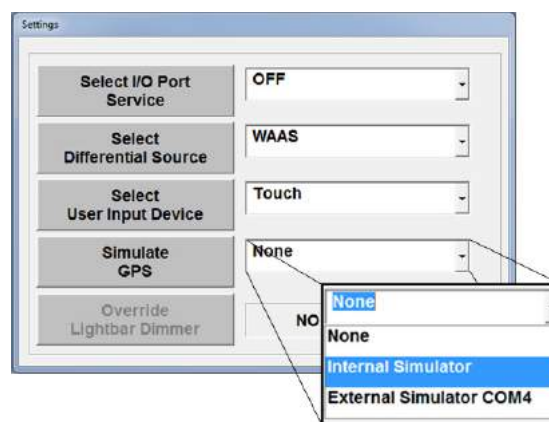 Settings
Select I/O Port
Service
OFF
Select
Differential Source
WAAS
Select
User Input Device
Touch
Simulate
GPS
None
Override
Lightbar Dimmer
NO
None
None
Internal Simulator
External Simulator COM4